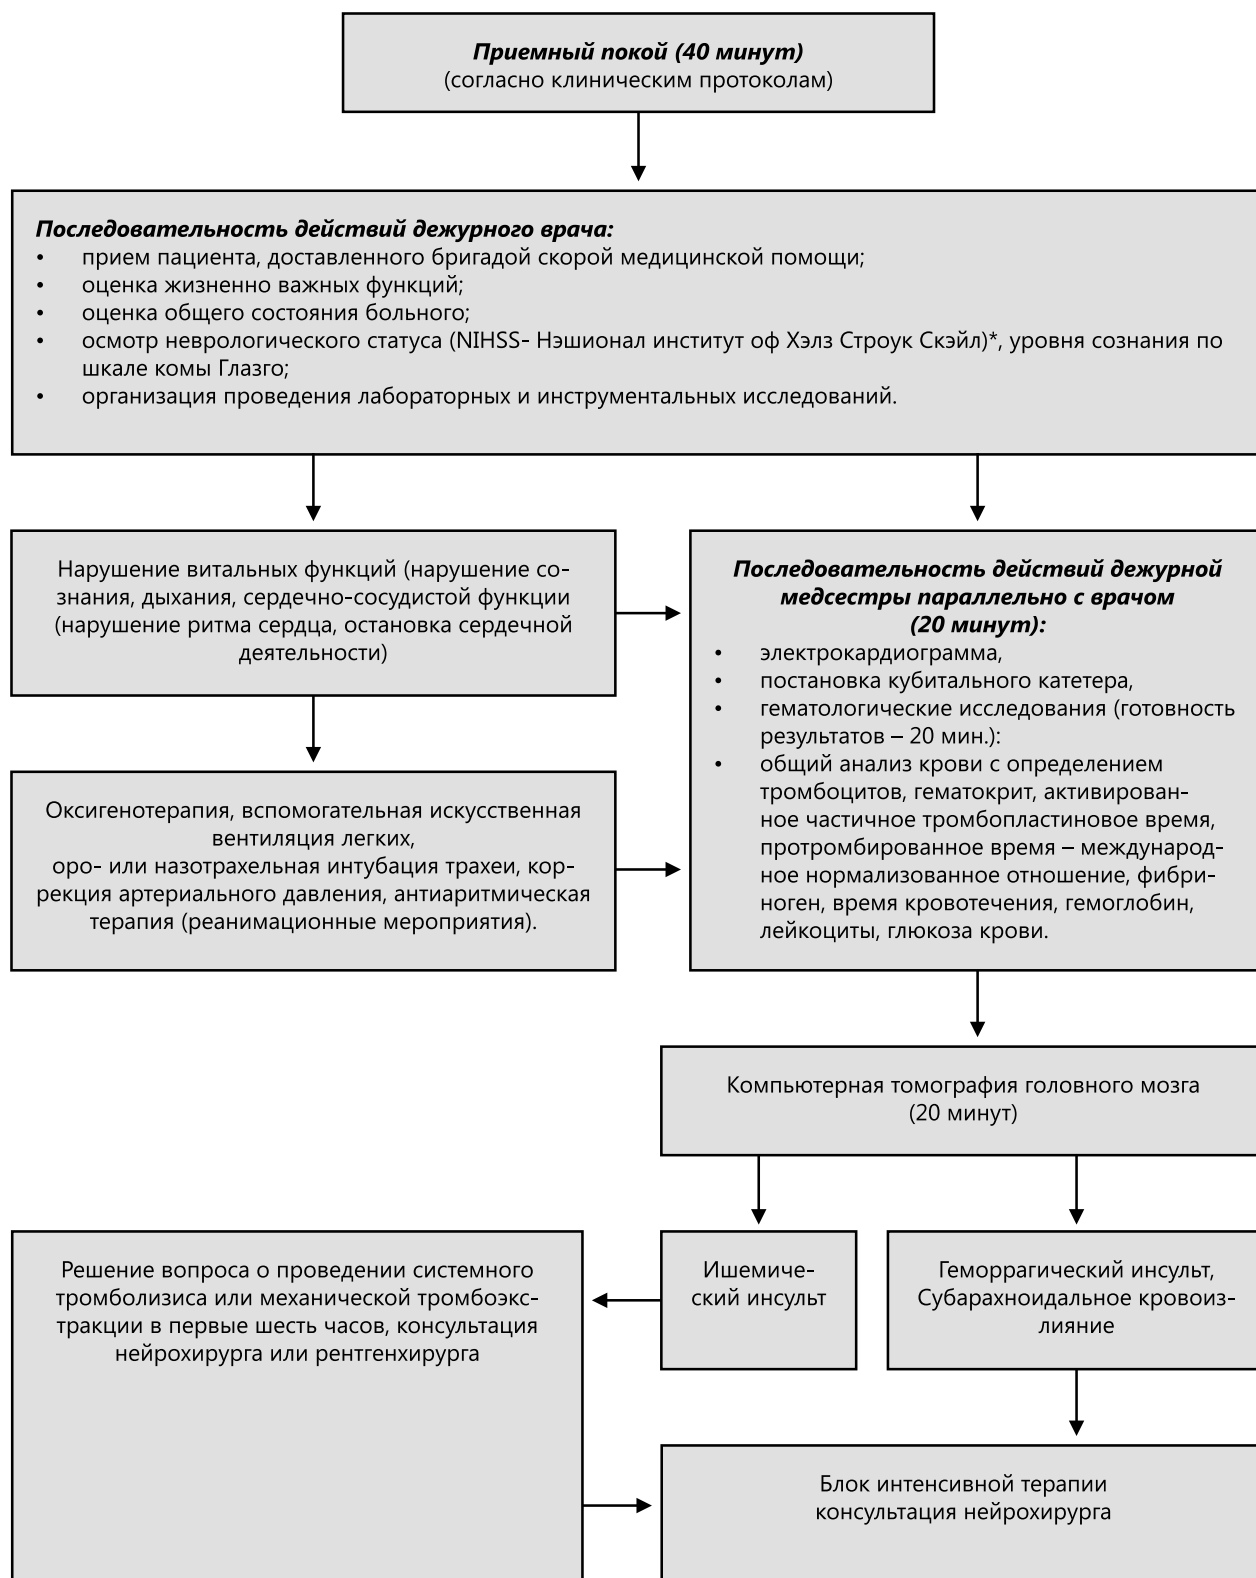 Приемный покой (40 минут)
(согласно клиническим протоколам)
Последовательность действий дежурного врача:
• прием пациента, доставленного бригадой скорой медицинской помощи;
• оценка жизненно важных функций;
• оценка общего состояния больного;
• осмотр неврологического статуса (NIHSS- Нэшионал институт оф Хэлз Строук Скэйл)*, уровня сознания по
шкале комы Глазго;
• организация проведения лабораторных и инструментальных исследований.
Нарушение витальных функций (нарушение со-
знания, дыхания, сердечно-сосудистой функции
(нарушение ритма сердца, остановка сердечной
деятельности)
Оксигенотерапия, вспомогательная искусственная
вентиляция легких,
оро- или назотрахельная интубация трахеи, кор-
рекция артериального давления, антиаритмическая
терапия (реанимационные мероприятия).
Последовательность действий дежурной
медсестры параллельно с врачом
(20 минут):
• электрокардиограмма,
• постановка кубитального катетера,
• гематологические исследования (готовность
результатов – 20 мин.):
• общий анализ крови с определением
тромбоцитов, гематокрит, активирован-
ное частичное тромбопластиновое время,
протромбированное время – международ-
ное нормализованное отношение, фибри-
ноген, время кровотечения, гемоглобин,
лейкоциты, глюкоза крови.
Компьютерная томография головного мозга
(20 минут)
Решение вопроса о проведении системного
тромболизиса или механической тромбоэкс-
тракции в первые шесть часов, консультация
нейрохирурга или рентгенхирурга
Ишемиче-
ский инсульт
Геморрагический инсульт,
Субарахноидальное кровоиз-
лияние
Блок интенсивной терапии
консультация нейрохирурга